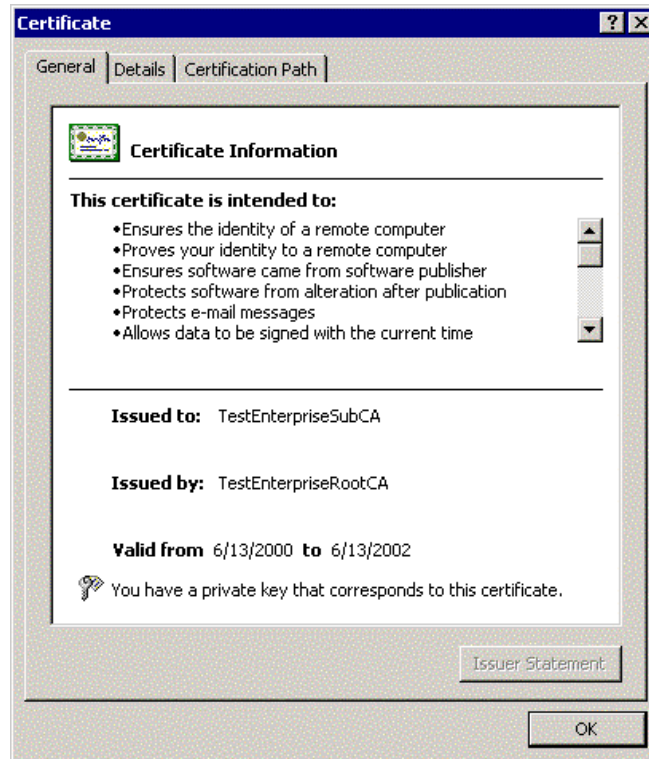 Certificate
General Details Certification Path
Certificate Information
This certificate is intended to:
•Ensures the identity of a remote computer
•Proves your identity to a remote computer
•Ensures software came from software publisher
•Protects software from alteration after publication
•Protects e-mail messages
•Allows data to be signed with the current time
Issued to: TestEnterpriseSubCA
Issued by: TestEnterpriseRootCA
Valid from 6/13/2000 to 6/13/2002
You have a private key that corresponds to this certificate.
Issuer Statement
OK